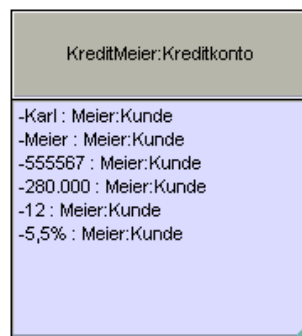 KreditMeier:Kreditkonto
-Karl : Meier:Kunde
-Meier : Meier:Kunde
-555567 : Meier:Kunde
-280.000 : Meier:Kunde
-12 : Meier:Kunde
-5,5% : Meier:Kunde